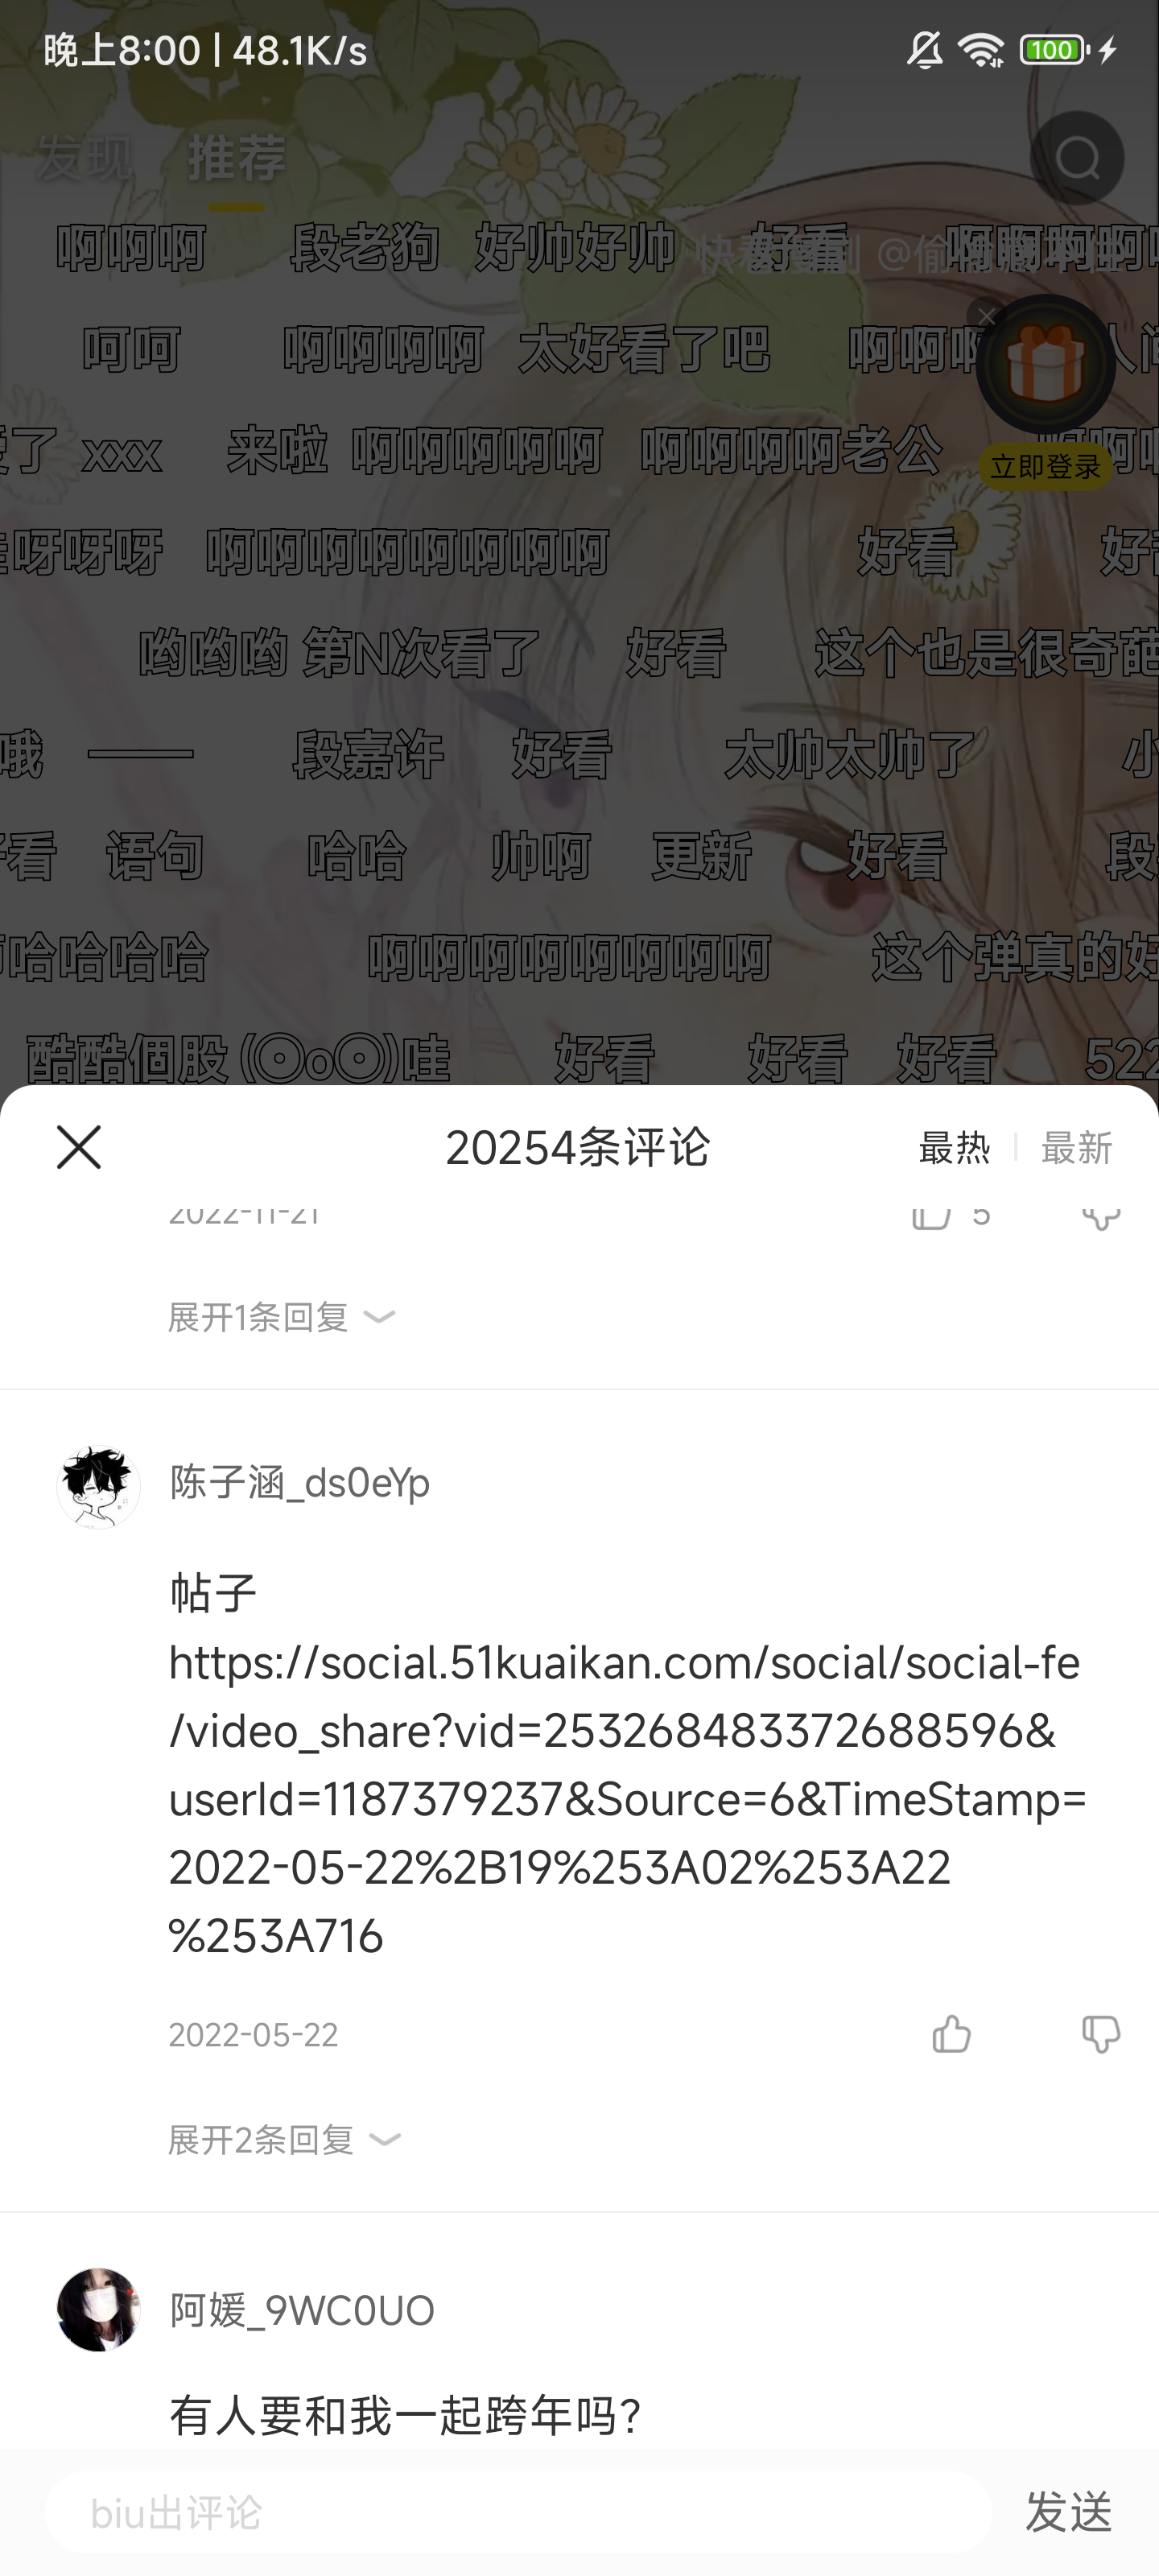 晚上8:00 | 48.1K/s
100
发现 推荐
啊啊啊 段老狗 好帅好帅 好看
呵呵 啊啊啊啊 太好看了吧
立即登录
了 xxx 来啦 啊啊啊啊啊 啊啊啊啊老公
呀呀呀 啊啊啊啊啊啊啊啊 好看
哟哟哟 第N次看了 好看 这个也是很奇葩
哦 —— 段嘉许 好看 太帅太帅了 小
看 语句 哈哈 帅啊 更新 好看 段
哈哈哈哈 啊啊啊啊啊啊啊啊 这个弹真的好
酷酷個股(⊙o⊙)哇 好看 好看 好看 522
20254条评论
最热 | 最新
2022-11-21 5
展开1条回复
陈子涵_ds0eYp
帖子
https://social.51kuaikan.com/social/social-fe
/video_share?vid=253268483372688596&
userId=1187379237&Source=6&TimeStamp=
2022-05-22%2B19%253A02%253A22
%253A716
2022-05-22
展开2条回复
阿媛_9WC0UO
有人要和我一起跨年吗?
biu出评论
发送